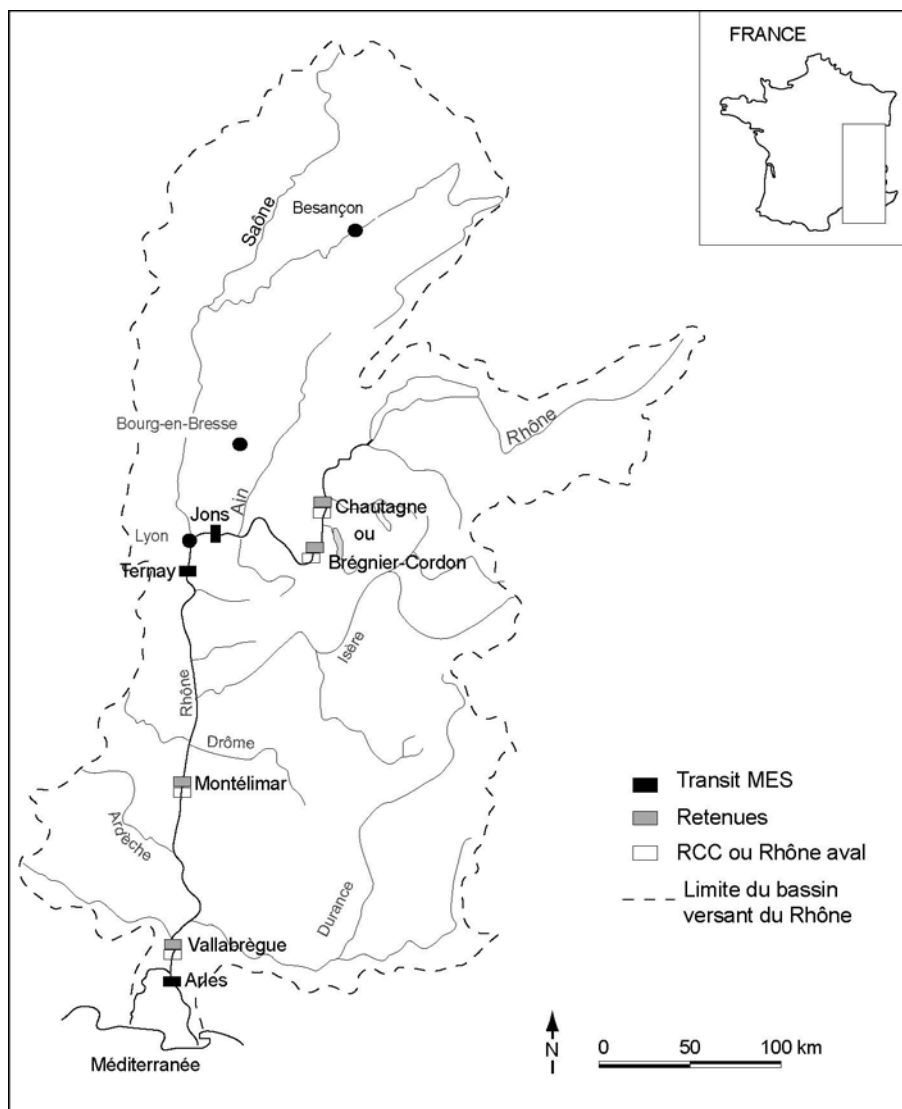 FRANCE
Saône
Besançon
Rhône
Bourg-en-Bresse
Ain
Jons
Chautagne
ou
Lyon
Brégnier-Cordon
Ternay
Isère
Rhône
Drôme
Montélimar
Ardèche
Durance
Vallabrègue
Arles
Méditerranée
Transit MES
Retenues
RCC ou Rhône aval
Limite du bassin
versant du Rhône
N
0 50 100 km